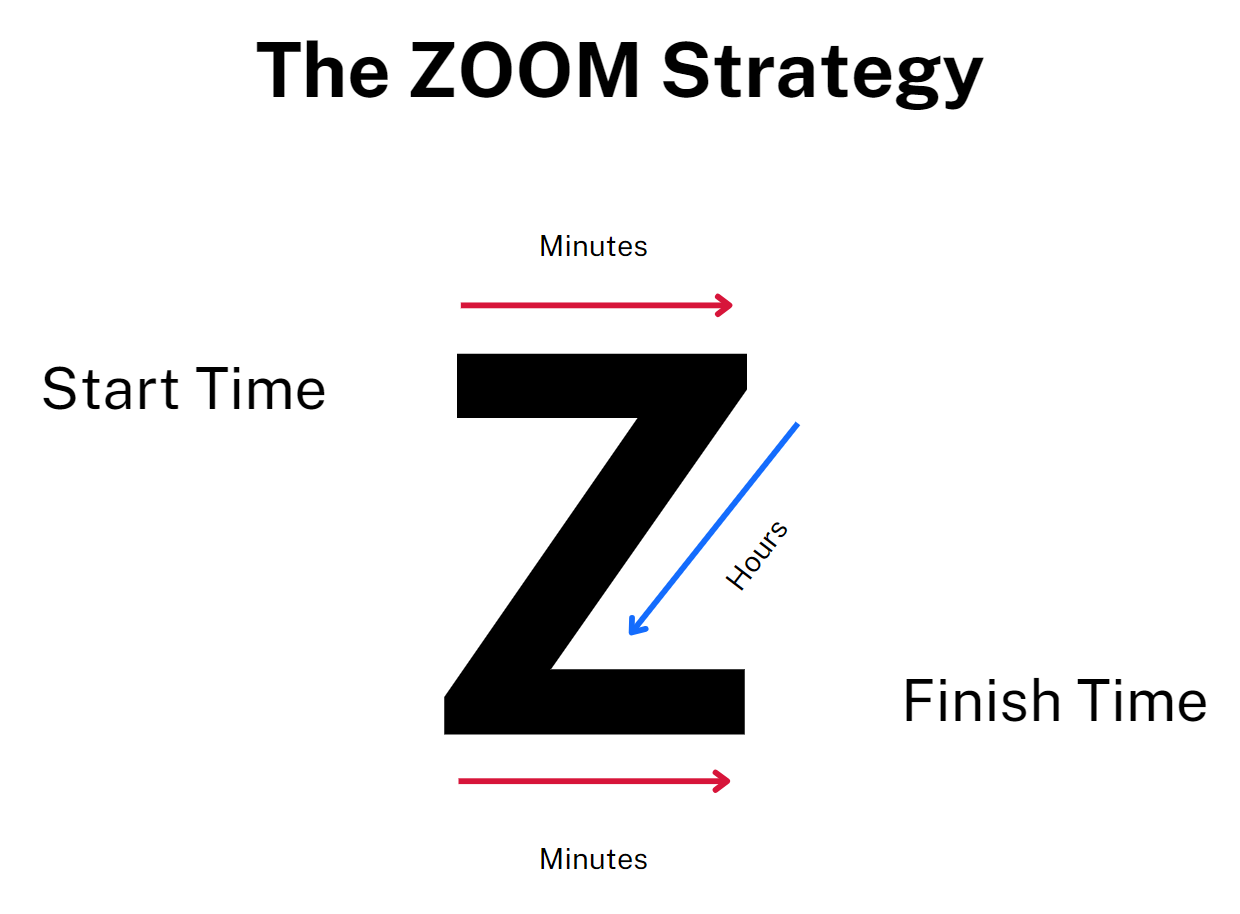 The ZOOM Strategy
Minutes
Start Time
Z
Hours
Finish Time
Minutes